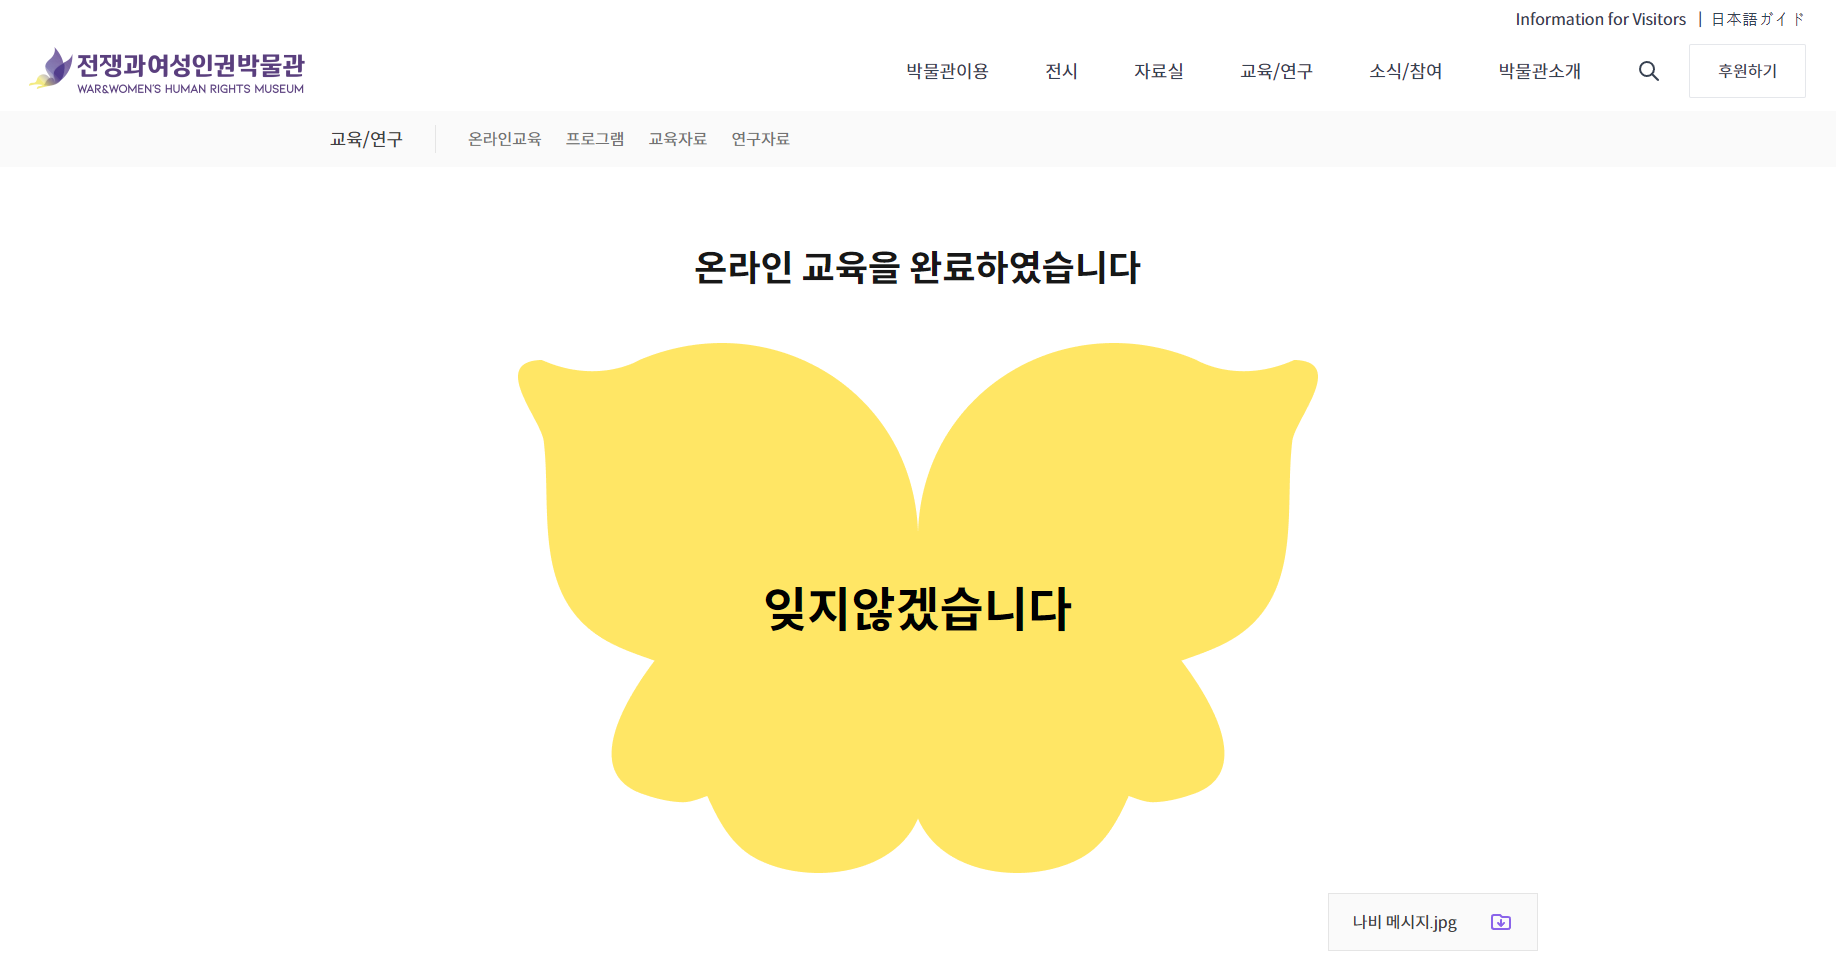 Information for Visitors | 日本語ガイド
전쟁과여성인권박물관
WAR&WOMEN'S HUMAN RIGHTS MUSEUM
박물관이용 전시 자료실 교육/연구 소식/참여 박물관소개 후원하기
교육/연구 온라인교육 프로그램 교육자료 연구자료
온라인 교육을 완료하였습니다
잊지않겠습니다
나비 메시지.jpg